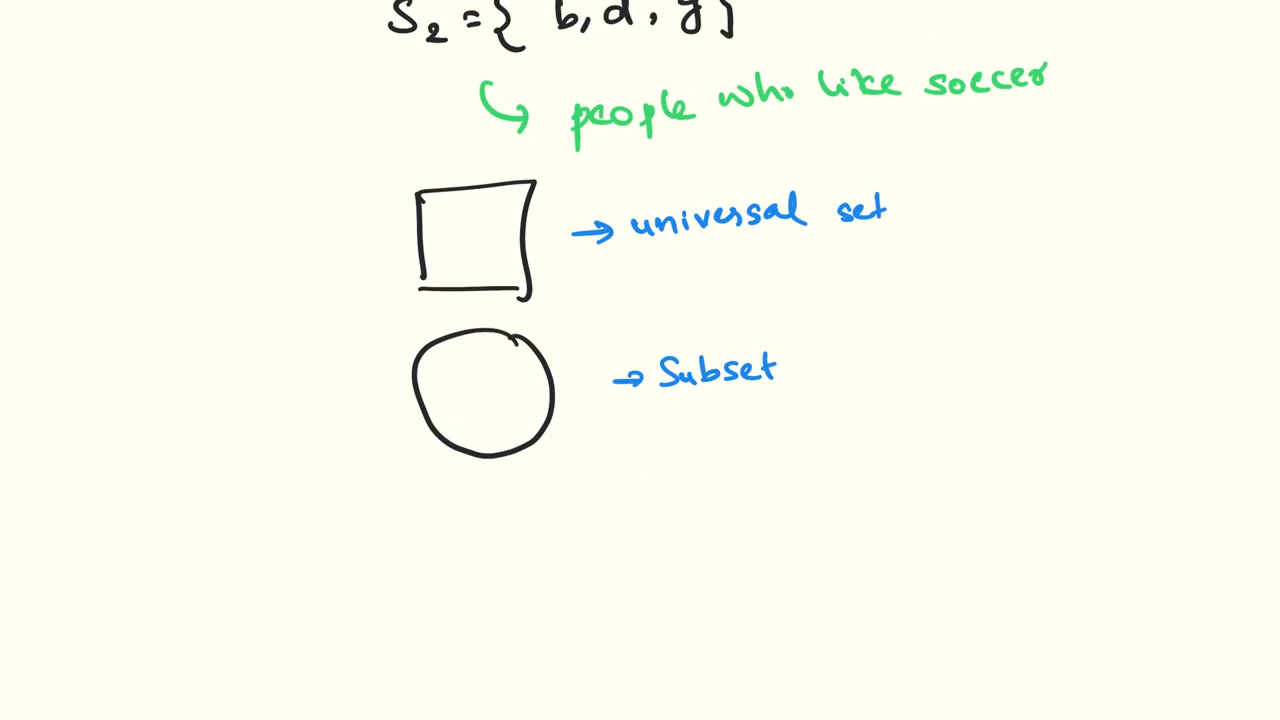 S2 = { b, d, g }
people who like soccer
→ universal set
→ Subset